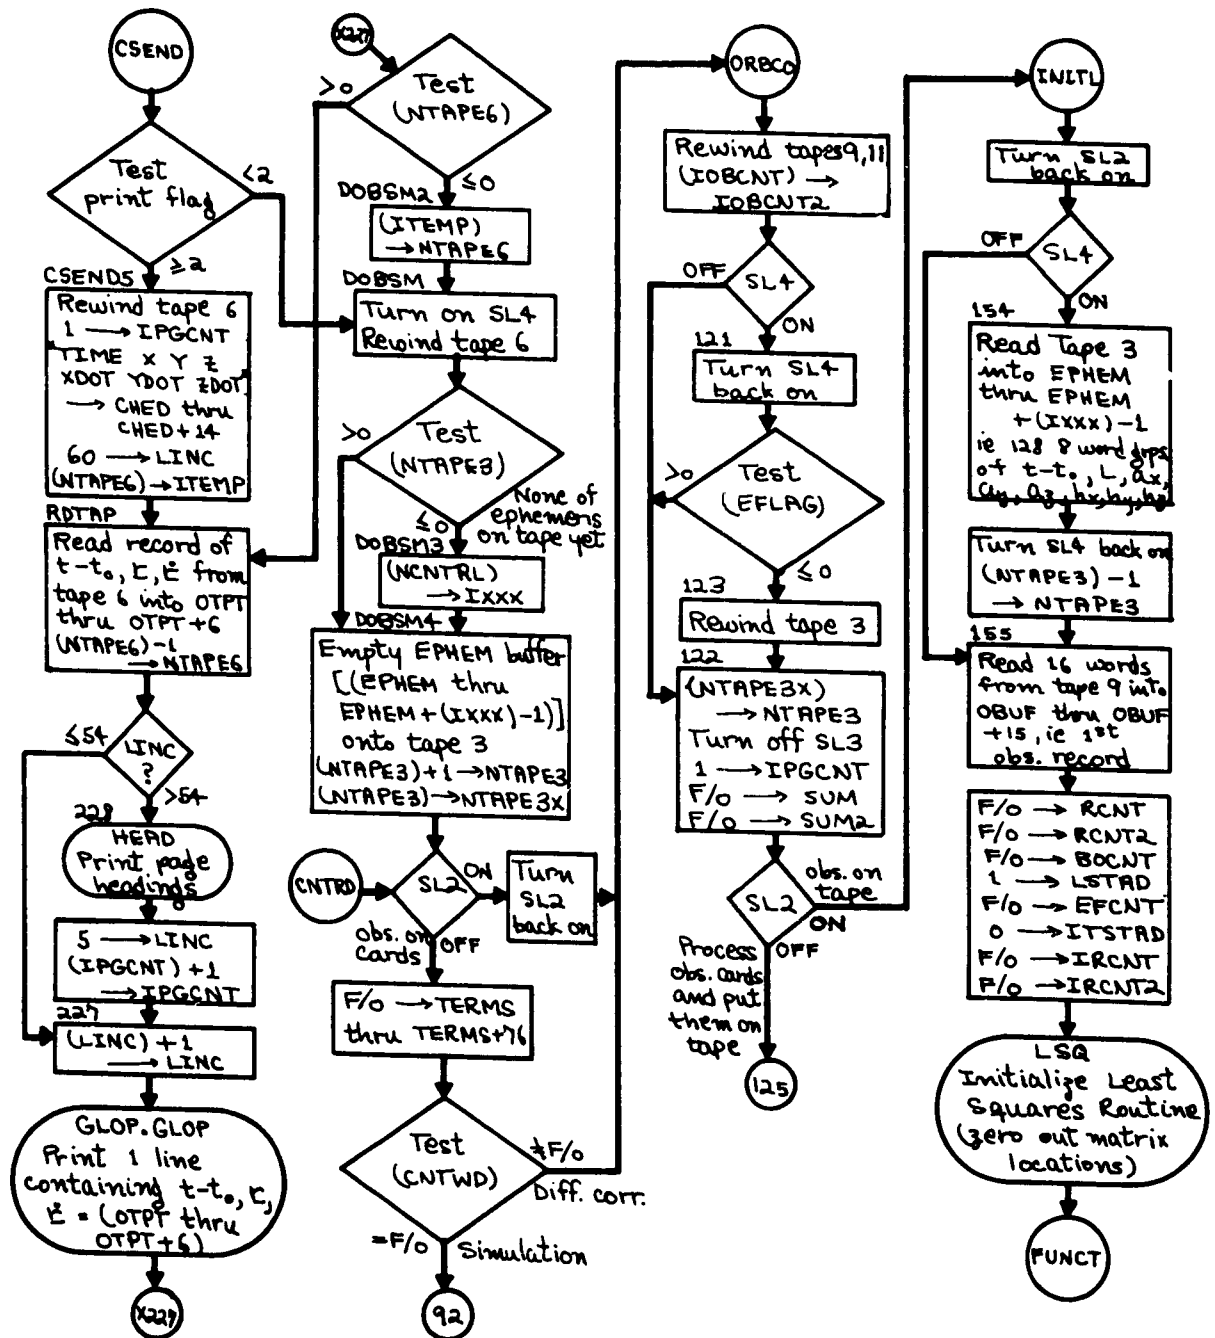 CSEND
Test
print flag
<2
≥2
CSEND5
Rewind tape 6
1 → IPGCNT
"TIME X Y Z
XDOT YDOT ZDOT"
→ CHED thru
CHED+14
60 → LINC
(NTAPE6)→ITEMP
RDTAP
Read record of
t-t₀, r, ṙ from
tape 6 into OTPT
thru OTPT+6
(NTAPE6)-1
→NTAPE6
≤54
LINC
?
>54
228
HEAD
Print page
headings
5 → LINC
(IPGCNT)+1
→IPGCNT
227
(LINC)+1
→ LINC
GLOP.GLOP
Print 1 line
containing t-t₀, r,
ṙ = (OTPT thru
OTPT+6)
X227
X227
>0
Test
(NTAPE6)
≤0
DOBSM2
(ITEMP)
→NTAPE6
DOBSM
Turn on SL4
Rewind tape 6
>0
Test
(NTAPE3)
None of
ephemeris
on tape yet
≤0
DOBSM3
(NCNTRL)
→IXXX
DOBSM4
Empty EPHEM buffer
[(EPHEM thru
EPHEM+(IXXX)-1)]
onto tape 3
(NTAPE3)+1→NTAPE3
(NTAPE3)→NTAPE3X
CNTRD
SL2
ON
Turn
SL2
back on
obs. on
cards
OFF
F/0 →TERMS
thru TERMS+76
Test
(CNTWD)
≠F/0
Diff. corr.
=F/0
Simulation
92
ORBCO
Rewind tapes 9,11
(IOBCNT) →
IOBCNT2
OFF
SL4
ON
121
Turn SL4
back on
>0
Test
(EFLAG)
≤0
123
Rewind tape 3
122
(NTAPE3X)
→ NTAPE3
Turn off SL3
1 → IPGCNT
F/0 → SUM
F/0 → SUM2
SL2
obs. on
tape
ON
OFF
Process
obs. cards
and put
them on
tape
125
INITL
Turn SL2
back on
OFF
SL4
ON
154
Read Tape 3
into EPHEM
thru EPHEM
+(IXXX)-1
ie 128 8 word grps
of t-t₀, L, ax,
ay, az, hx, hy, hz
Turn SL4 back on
(NTAPE3)-1
→ NTAPE3
155
Read 16 words
from tape 9 into
OBUF thru OBUF
+15, ie 1st
obs. record
F/0 → RCNT
F/0 → RCNT2
F/0 → BOCNT
1 → LSTAD
F/0 → EFCNT
0 → ITSTAD
F/0 → IRCNT
F/0 → IRCNT2
LSQ
Initialize Least
Squares Routine
(zero out matrix
locations)
FUNCT